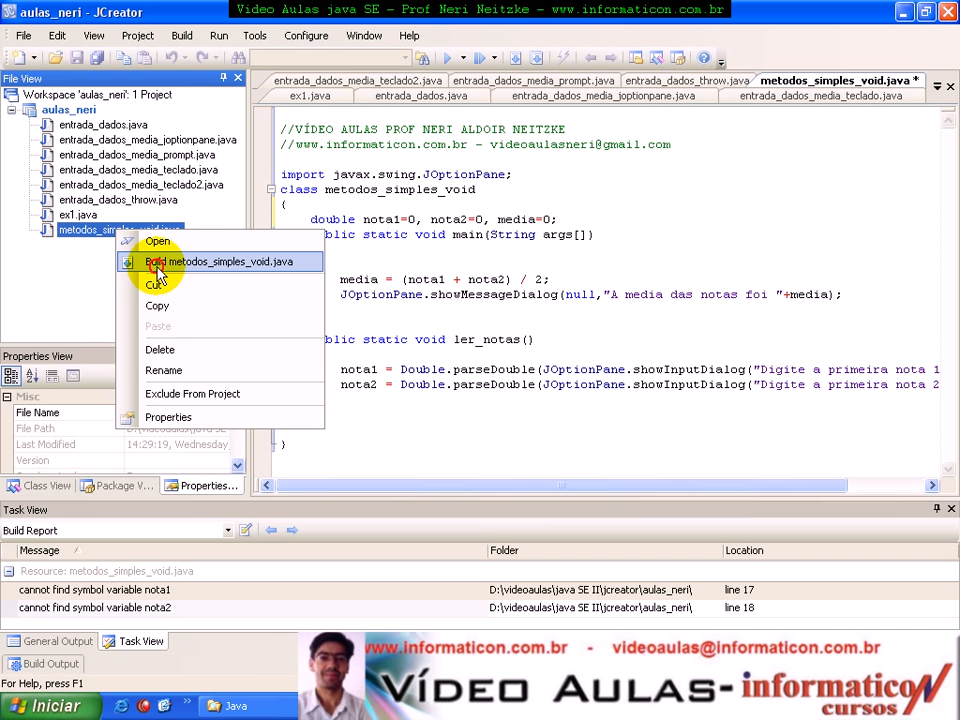 Video Aulas java SE - Prof Neri Neitzke - www.informaticon.com.br
aulas_neri - JCreator
File Edit View Project Build Run Tools Configure Window Help
File View
entrada_dados_media_teclado2.java entrada_dados_media_prompt.java entrada_dados_throw.java metodos_simples_void.java *
ex1.java entrada_dados.java entrada_dados_media_joptionpane.java entrada_dados_media_teclado.java
Workspace 'aulas_neri': 1 Project
aulas_neri
entrada_dados.java
entrada_dados_media_joptionpane.java
entrada_dados_media_prompt.java
entrada_dados_media_teclado.java
entrada_dados_media_teclado2.java
entrada_dados_throw.java
ex1.java
Open
Build metodos_simples_void.java
Copy
Paste
Delete
Rename
Exclude From Project
Properties
//VÍDEO AULAS PROF NERI ALDOIR NEITZKE
//www.informaticon.com.br - videoaulasneri@gmail.com
import javax.swing.JOptionPane;
class metodos_simples_void
{
double nota1=0, nota2=0, media=0;
blic static void main(String args[])
media = (nota1 + nota2) / 2;
JOptionPane.showMessageDialog(null,"A media das notas foi "+media);
blic static void ler_notas()
nota1 = Double.parseDouble(JOptionPane.showInputDialog("Digite a primeira nota 1
nota2 = Double.parseDouble(JOptionPane.showInputDialog("Digite a primeira nota 2
}
Properties View
Misc
File Name
File Path
Last Modified 14:29:19, Wednesday,
Version
Class View Package V... Properties...
Task View
Build Report
Message Folder Location
Resource: metodos_simples_void.java
cannot find symbol variable nota1 D:\videoaulas\java SE II\jcreator\aulas_neri\ line 17
cannot find symbol variable nota2 D:\videoaulas\java SE II\jcreator\aulas_neri\ line 18
General Output Task View
Build Output
For Help, press F1
www.informaticon.com.br - videoaulas@informaticon.com.br
VÍDEO AULAS-informaticon
cursos
Iniciar Java